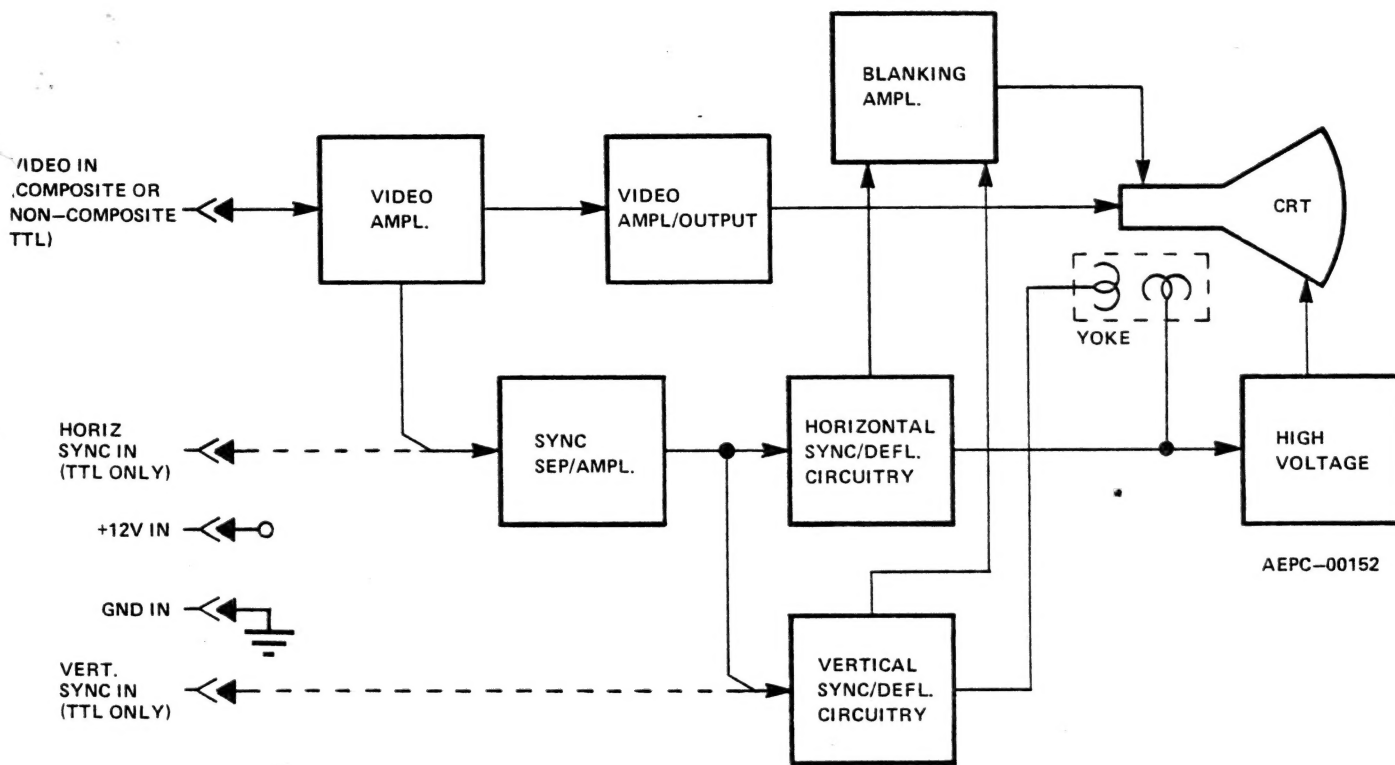 BLANKING
AMPL.
VIDEO IN
COMPOSITE OR
NON—COMPOSITE
TTL)
VIDEO
AMPL.
VIDEO
AMPL/OUTPUT
CRT
YOKE
HORIZ
SYNC IN
(TTL ONLY)
SYNC
SEP/AMPL.
HORIZONTAL
SYNC/DEFL.
CIRCUITRY
HIGH
VOLTAGE
+12V IN
AEPC—00152
GND IN
VERT.
SYNC IN
(TTL ONLY)
VERTICAL
SYNC/DEFL.
CIRCUITRY